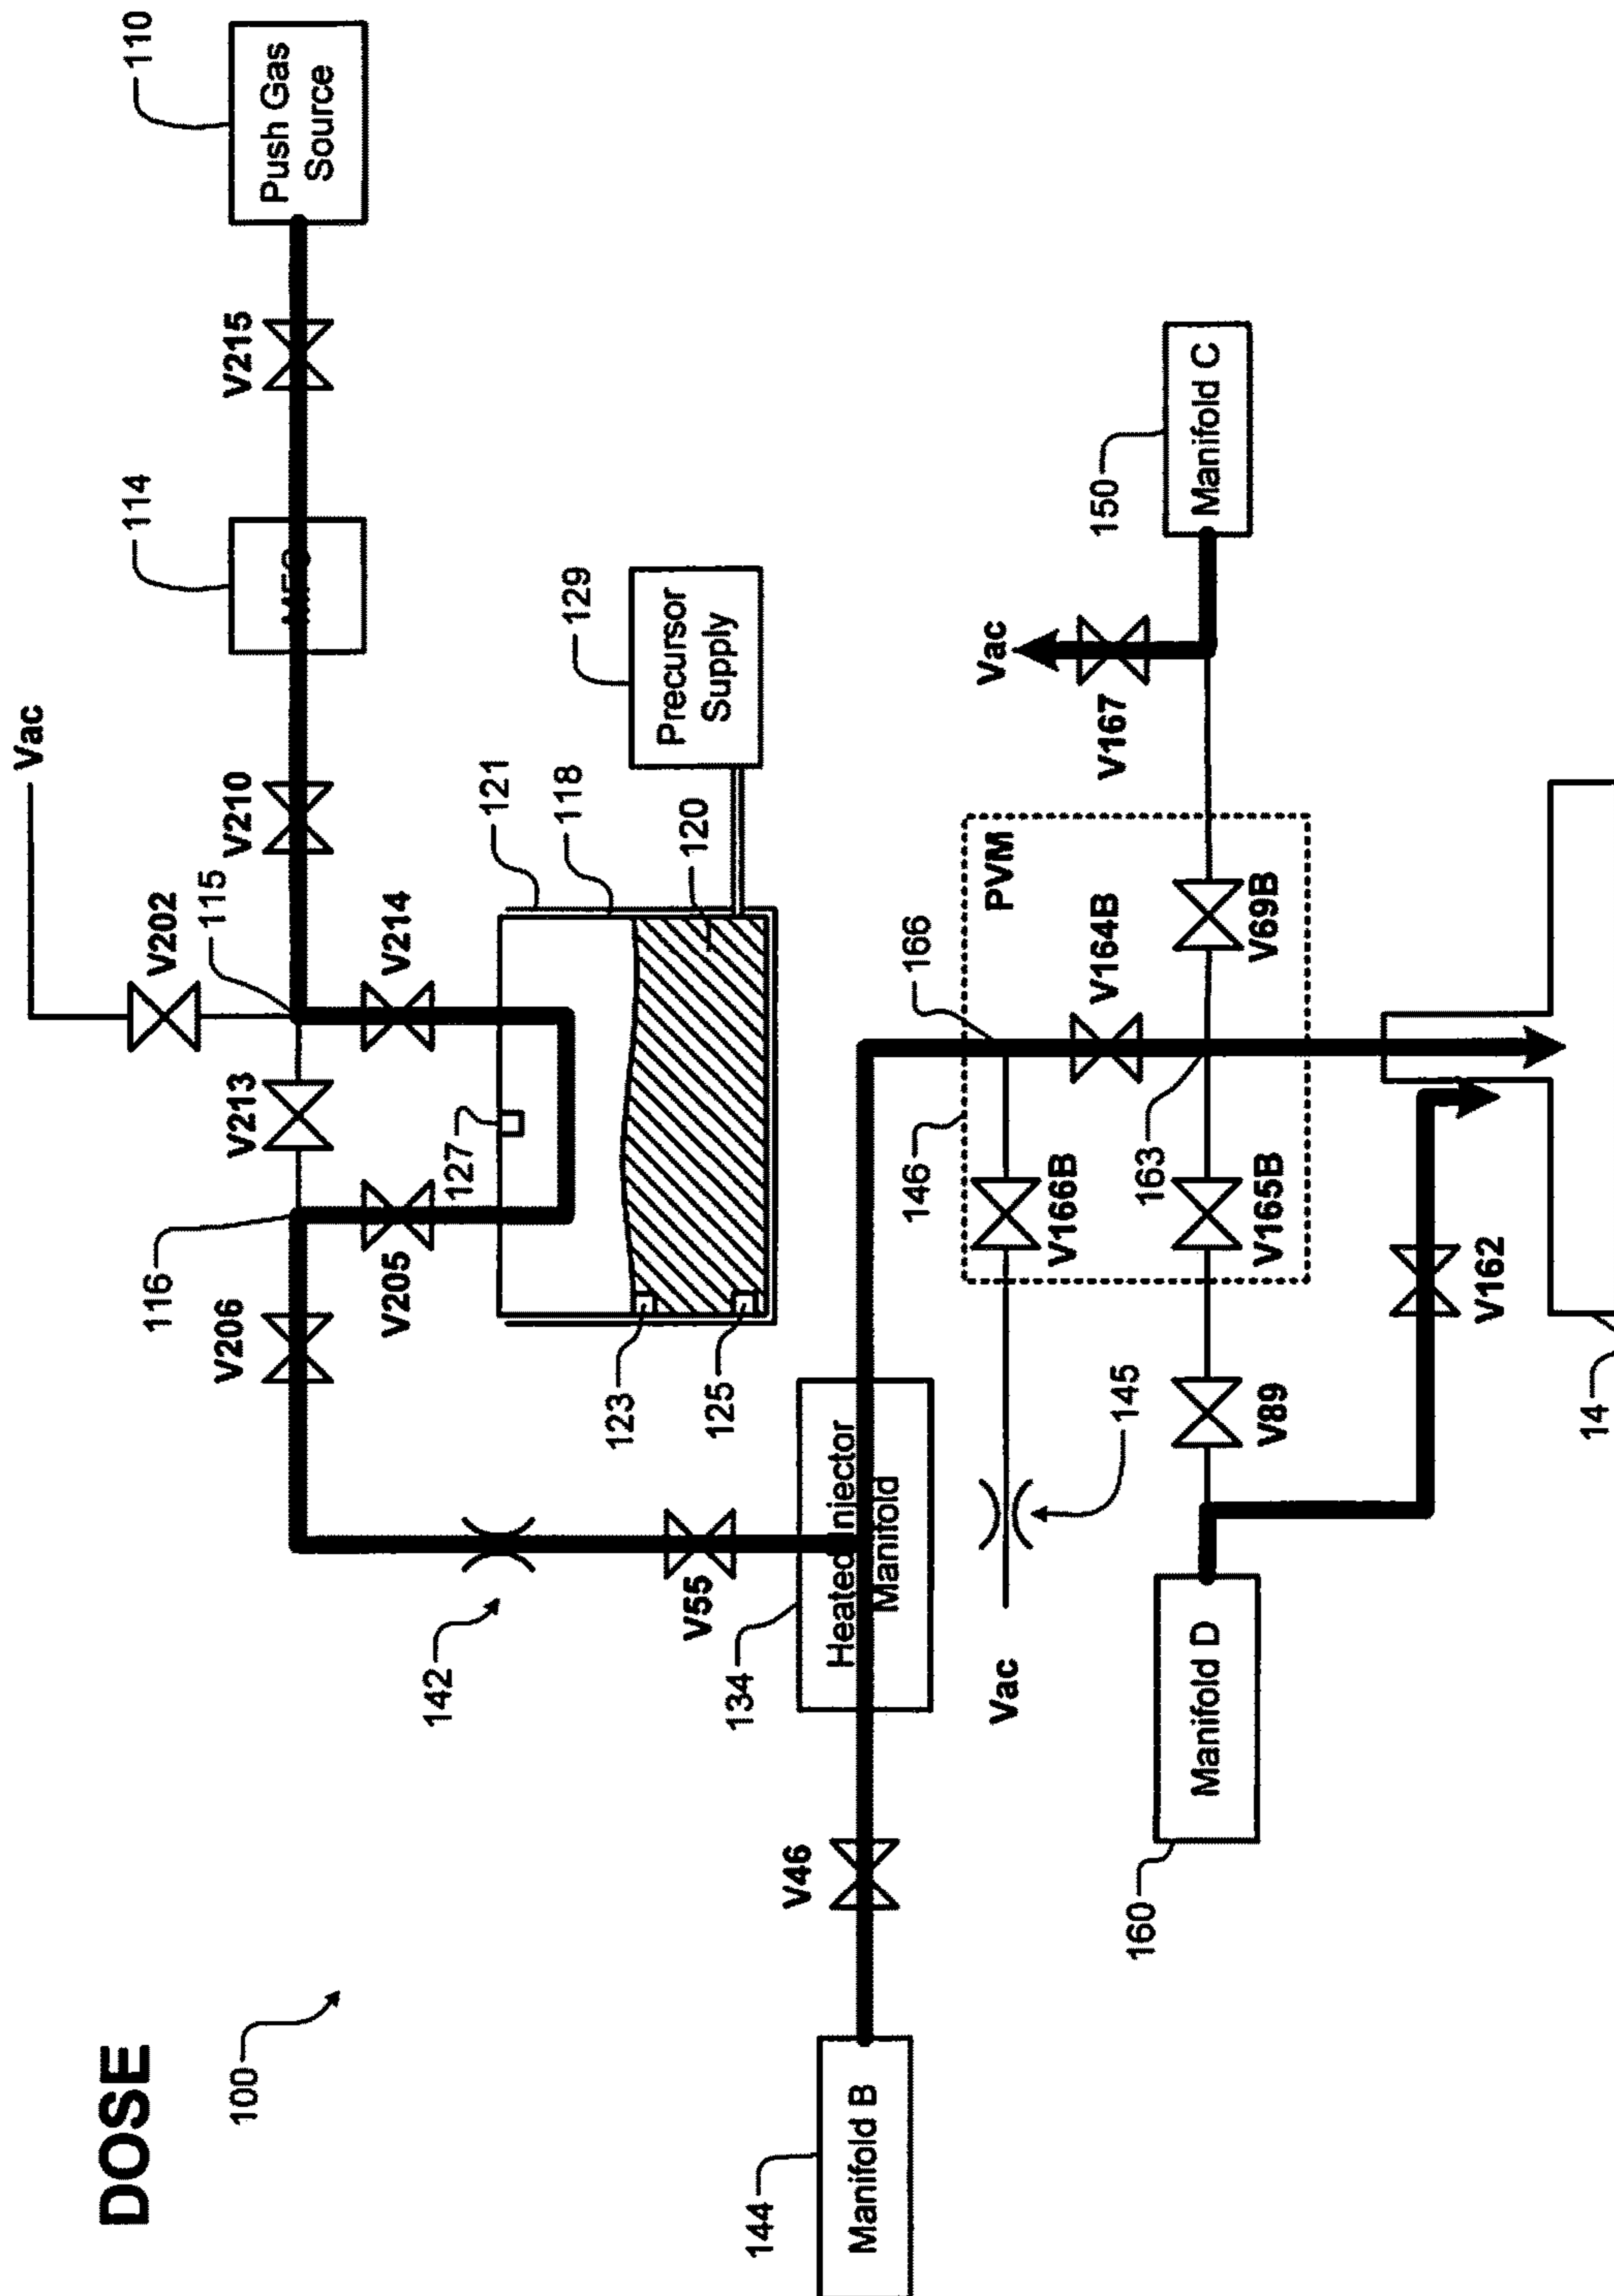 Vac
DOSE
110
114
V202
116
115
V206
V213
V210
V215
100
Push Gas
Source
V205
V214
142
127
121
118
129
123
Precursor
Supply
120
V55
125
134
144
V46
Heated Injector
Manifold
Manifold B
146
166
Vac
PVM
Vac
V166B
V164B
150
V167
145
160
163
Manifold D
Manifold C
V89
V165B
V69B
V162
14